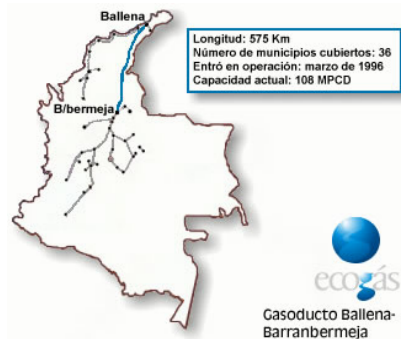 Ballena
Longitud: 575 Km
Número de municipios cubiertos: 36
Entró en operación: marzo de 1996
Capacidad actual: 108 MPCD
B/bermeja
ecogás
Gasoducto Ballena-
Barranbermeja